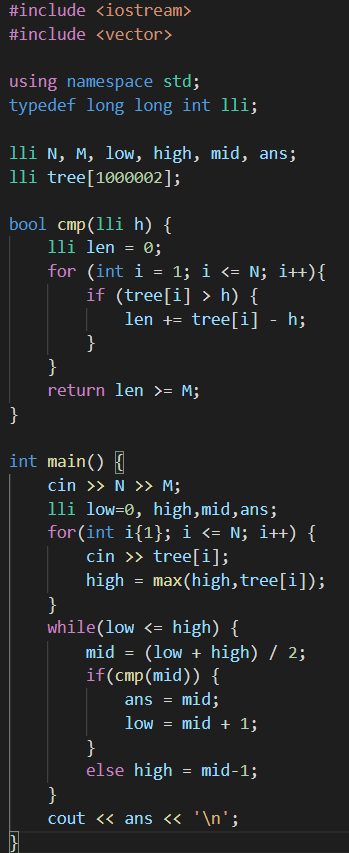 #include <iostream>
#include <vector>
using namespace std;
typedef long long int lli;
lli N, M, low, high, mid, ans;
lli tree[1000002];
bool cmp(lli h) {
    lli len = 0;
    for (int i = 1; i <= N; i++){
        if (tree[i] > h) {
            len += tree[i] - h;
        }
    }
    return len >= M;
}
int main() {
    cin >> N >> M;
    lli low=0, high,mid,ans;
    for(int i{1}; i <= N; i++) {
        cin >> tree[i];
        high = max(high,tree[i]);
    }
    while(low <= high) {
        mid = (low + high) / 2;
        if(cmp(mid)) {
            ans = mid;
            low = mid + 1;
        }
        else high = mid-1;
    }
    cout << ans << '\n';
}